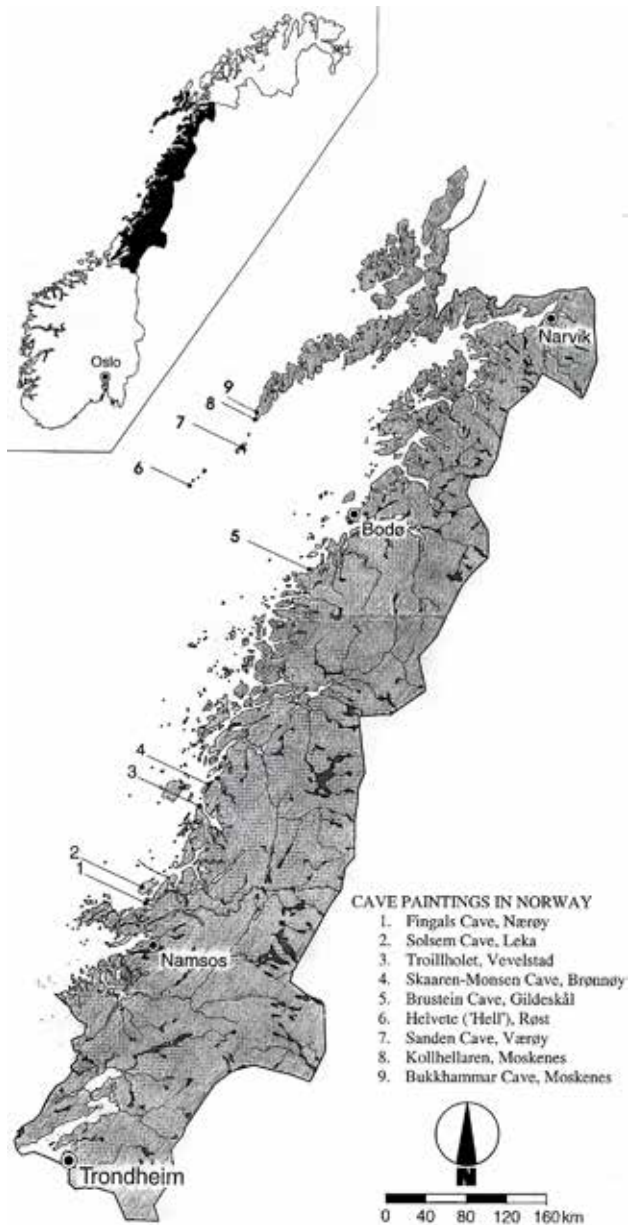 Oslo
Narvik
9
8
7
6
Bodø
5
4
3
2
1
Namsos
Trondheim
CAVE PAINTINGS IN NORWAY
1. Fingals Cave, Nærøy
2. Solsem Cave, Leka
3. Troillholet, Vevelstad
4. Skaaren-Monsen Cave, Brønnøy
5. Brustein Cave, Gildeskål
6. Helvete ('Hell'), Røst
7. Sanden Cave, Værøy
8. Kollhellaren, Moskenes
9. Bukkhammar Cave, Moskenes
N
0 40 80 120 160 km